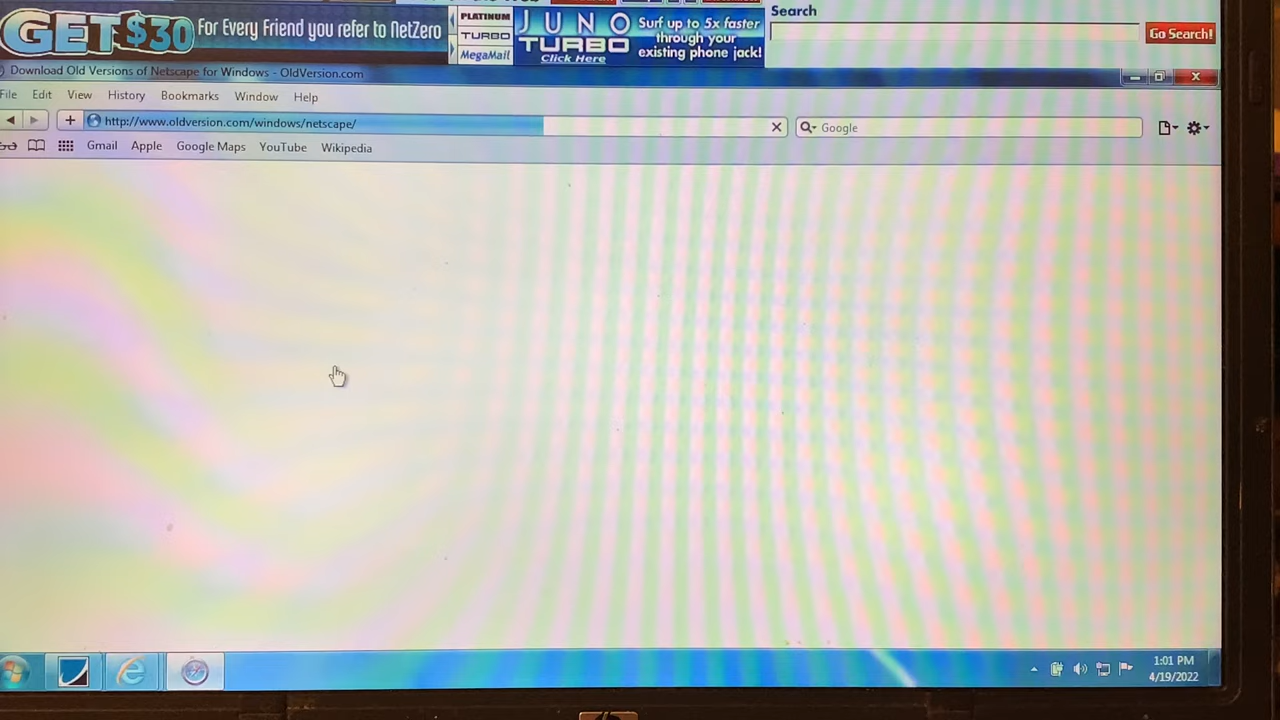 GET $30 For Every Friend you refer to NetZero
PLATINUM
TURBO
MegaMail
JUNO
TURBO
Click Here
Surf up to 5x faster
through your
existing phone jack!
Search
Go Search!
Download Old Versions of Netscape for Windows - OldVersion.com
File Edit View History Bookmarks Window Help
http://www.oldversion.com/windows/netscape/
Google
Gmail Apple Google Maps YouTube Wikipedia
1:01 PM
4/19/2022
hp